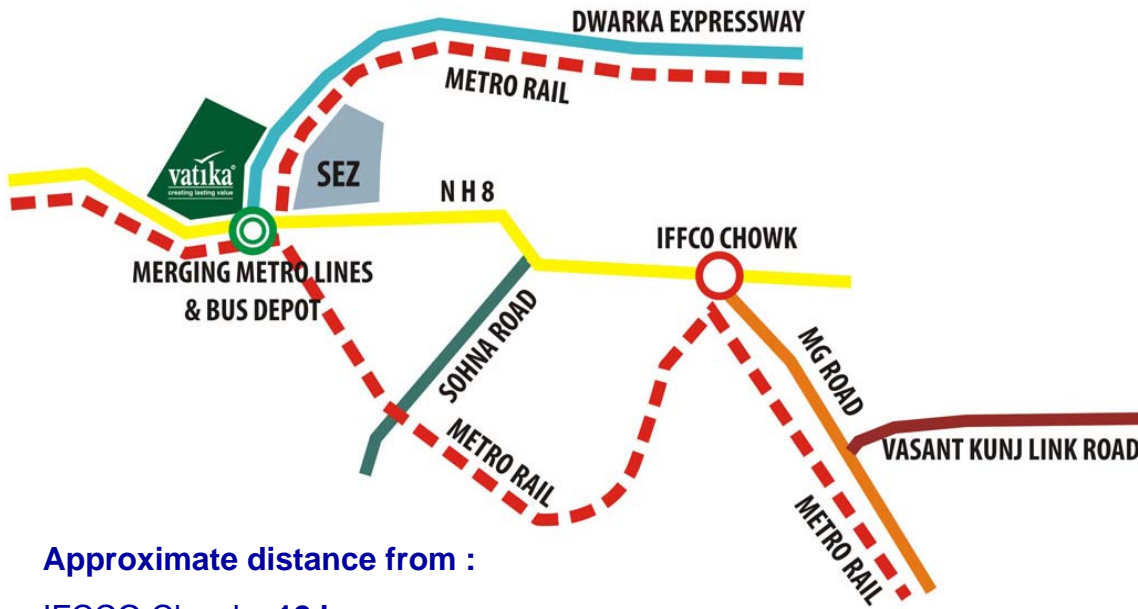 DWARKA EXPRESSWAY
METRO RAIL
vatika
creating lasting value
SEZ
N H 8
IFFCO CHOWK
MERGING METRO LINES
& BUS DEPOT
SOHNA ROAD
MG ROAD
METRO RAIL
VASANT KUNJ LINK ROAD
METRO RAIL
Approximate distance from :